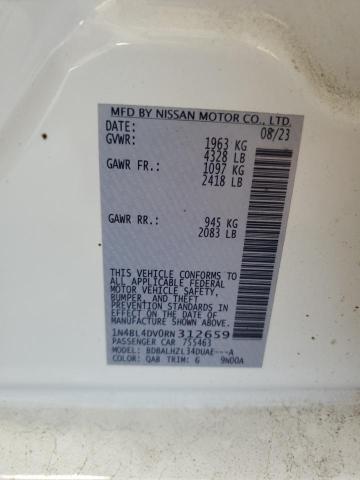 MFD BY NISSAN MOTOR CO., LTD.
DATE: 08/23
GVWR: 1963 KG
4328 LB
GAWR FR.: 1097 KG
2418 LB
GAWR RR.: 945 KG
2083 LB
THIS VEHICLE CONFORMS TO
ALL APPLICABLE FEDERAL
MOTOR VEHICLE SAFETY,
BUMPER, AND THEFT
PREVENTION STANDARDS IN
EFFECT ON THE DATE OF
MANUFACTURE SHOWN ABOVE.
1N4BL4DV0RN312659
PASSENGER CAR 755463
MODEL: BDBALHZL34DUAE---A
COLOR: QAB TRIM: G 9N00A